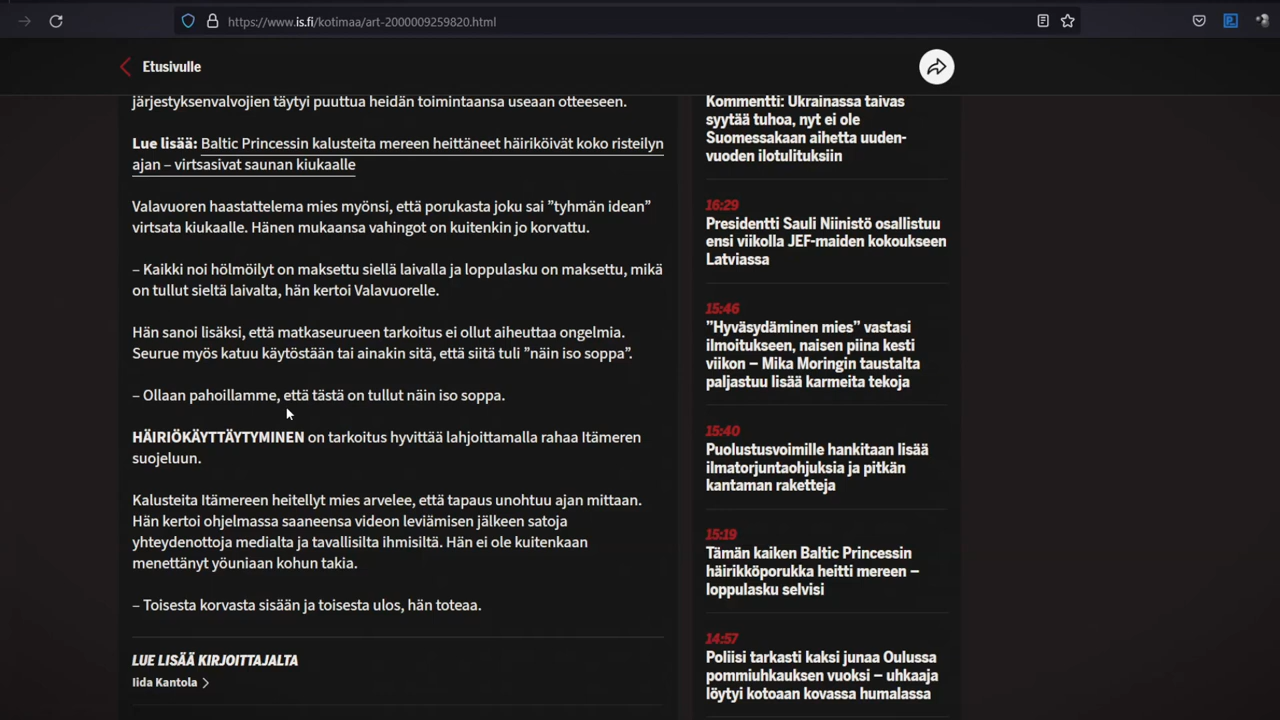 https://www.is.fi/kotimaa/art-2000009259820.html
Etusivulle
järjestyksenvalvojien täytyi puuttua heidän toimintaansa useaan otteeseen.
Lue lisää: Baltic Princessin kalusteita mereen heittäneet häiriköivät koko risteilyn
ajan – virtsasivat saunan kiukaalle
Valavuoren haastattelema mies myönsi, että porukasta joku sai ”tyhmän idean”
virtsata kiukaalle. Hänen mukaansa vahingot on kuitenkin jo korvattu.
– Kaikki noi hölmöilyt on maksettu siellä laivalla ja loppulasku on maksettu, mikä
on tullut sieltä laivalta, hän kertoi Valavuorelle.
Hän sanoi lisäksi, että matkaseurueen tarkoitus ei ollut aiheuttaa ongelmia.
Seurue myös katuu käytöstään tai ainakin sitä, että siitä tuli ”näin iso soppa”.
– Ollaan pahoillamme, että tästä on tullut näin iso soppa.
HÄIRIÖKÄYTTÄYTYMINEN on tarkoitus hyvittää lahjoittamalla rahaa Itämeren
suojeluun.
Kalusteita Itämereen heitellyt mies arvelee, että tapaus unohtuu ajan mittaan.
Hän kertoi ohjelmassa saaneensa videon leviämisen jälkeen satoja
yhteydenottoja medialta ja tavallisilta ihmisiltä. Hän ei ole kuitenkaan
menettänyt yöuniaan kohun takia.
– Toisesta korvasta sisään ja toisesta ulos, hän toteaa.
LUE LISÄÄ KIRJOITTAJALTA
Iida Kantola
Kommentti: Ukrainassa taivas
syytää tuhoa, nyt ei ole
Suomessakaan aihetta uuden-
vuoden ilotulituksiin
16:29
Presidentti Sauli Niinistö osallistuu
ensi viikolla JEF-maiden kokoukseen
Latviassa
15:46
”Hyväsydäminen mies” vastasi
ilmoitukseen, naisen piina kesti
viikon – Mika Moringin taustalta
paljastuu lisää karmeita tekoja
15:40
Puolustusvoimille hankitaan lisää
ilmatorjuntaohjuksia ja pitkän
kantaman raketteja
15:19
Tämän kaiken Baltic Princessin
häirikköporukka heitti mereen –
loppulasku selvisi
14:57
Poliisi tarkasti kaksi junaa Oulussa
pommiuhkauksen vuoksi – uhkaaja
löytyi kotoaan kovassa humalassa